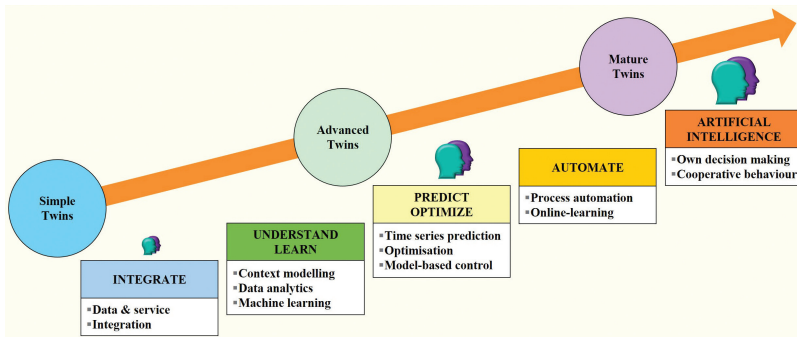 Simple
Twins
INTEGRATE
▪Data & service
▪Integration
UNDERSTAND
LEARN
▪Context modelling
▪Data analytics
▪Machine learning
Advanced
Twins
PREDICT
OPTIMIZE
▪Time series prediction
▪Optimisation
▪Model-based control
AUTOMATE
▪Process automation
▪Online-learning
Mature
Twins
ARTIFICIAL
INTELLIGENCE
▪Own decision making
▪Cooperative behaviour